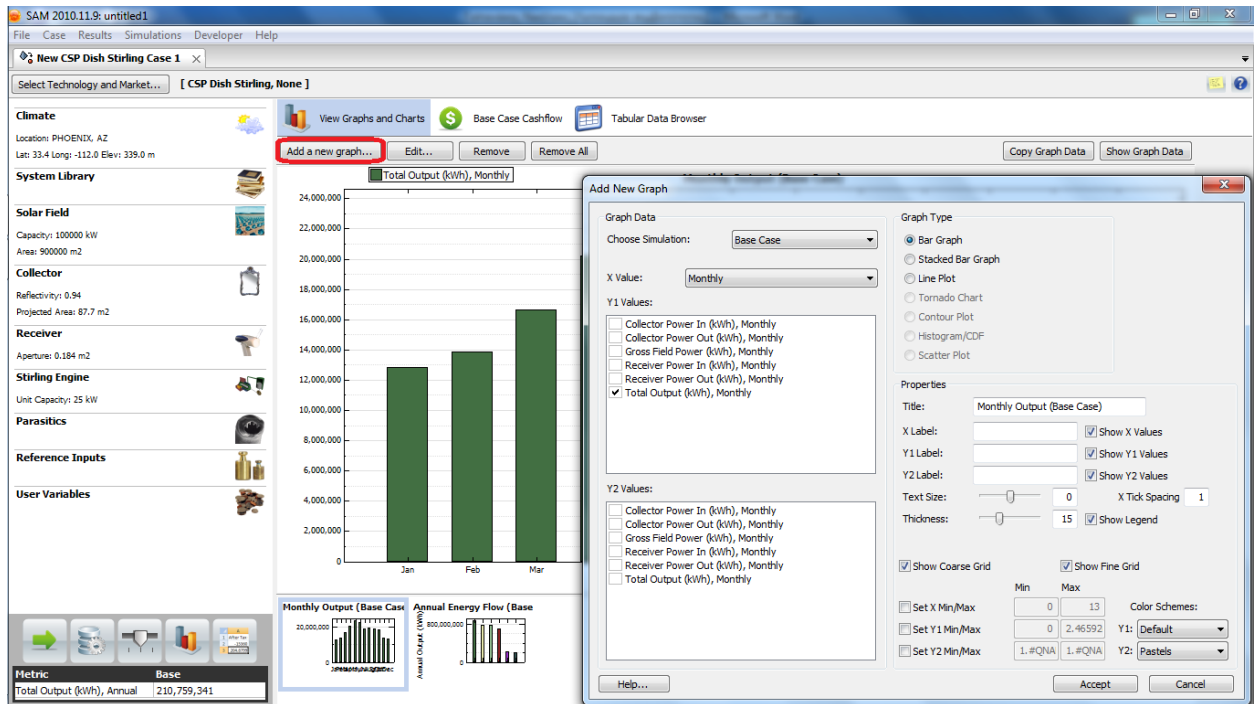 SAM 2010.11.9: untitled1
File Case Results Simulations Developer Help
New CSP Dish Stirling Case 1
Select Technology and Market... [ CSP Dish Stirling, None ]
Climate
Location: PHOENIX, AZ
Lat: 33.4 Long: -112.0 Elev: 339.0 m
System Library
Solar Field
Capacity: 100000 kW
Area: 900000 m2
Collector
Reflectivity: 0.94
Projected Area: 87.7 m2
Receiver
Aperture: 0.184 m2
Stirling Engine
Unit Capacity: 25 kW
Parasitics
Reference Inputs
User Variables
Metric Base
Total Output (kWh), Annual 210,759,341
View Graphs and Charts Base Case Cashflow Tabular Data Browser
Add a new graph... Edit... Remove Remove All Copy Graph Data Show Graph Data
Total Output (kWh), Monthly
24,000,000
22,000,000
20,000,000
18,000,000
16,000,000
14,000,000
12,000,000
10,000,000
8,000,000
6,000,000
4,000,000
2,000,000
0
Jan Feb Mar
Monthly Output (Base Case Annual Energy Flow (Base
20,000,000
0
Annual Output (kWh)
800,000,000
0
Add New Graph
Graph Data
Choose Simulation: Base Case
X Value: Monthly
Y1 Values:
Collector Power In (kWh), Monthly
Collector Power Out (kWh), Monthly
Gross Field Power (kWh), Monthly
Receiver Power In (kWh), Monthly
Receiver Power Out (kWh), Monthly
Total Output (kWh), Monthly
Y2 Values:
Collector Power In (kWh), Monthly
Collector Power Out (kWh), Monthly
Gross Field Power (kWh), Monthly
Receiver Power In (kWh), Monthly
Receiver Power Out (kWh), Monthly
Total Output (kWh), Monthly
Graph Type
Bar Graph
Stacked Bar Graph
Line Plot
Tornado Chart
Contour Plot
Histogram/CDF
Scatter Plot
Properties
Title: Monthly Output (Base Case)
X Label: Show X Values
Y1 Label: Show Y1 Values
Y2 Label: Show Y2 Values
Text Size: 0 X Tick Spacing 1
Thickness: 15 Show Legend
Show Coarse Grid Show Fine Grid
Min Max
Set X Min/Max 0 13 Color Schemes:
Set Y1 Min/Max 0 2.46592 Y1: Default
Set Y2 Min/Max 1.#QNA 1.#QNA Y2: Pastels
Help... Accept Cancel